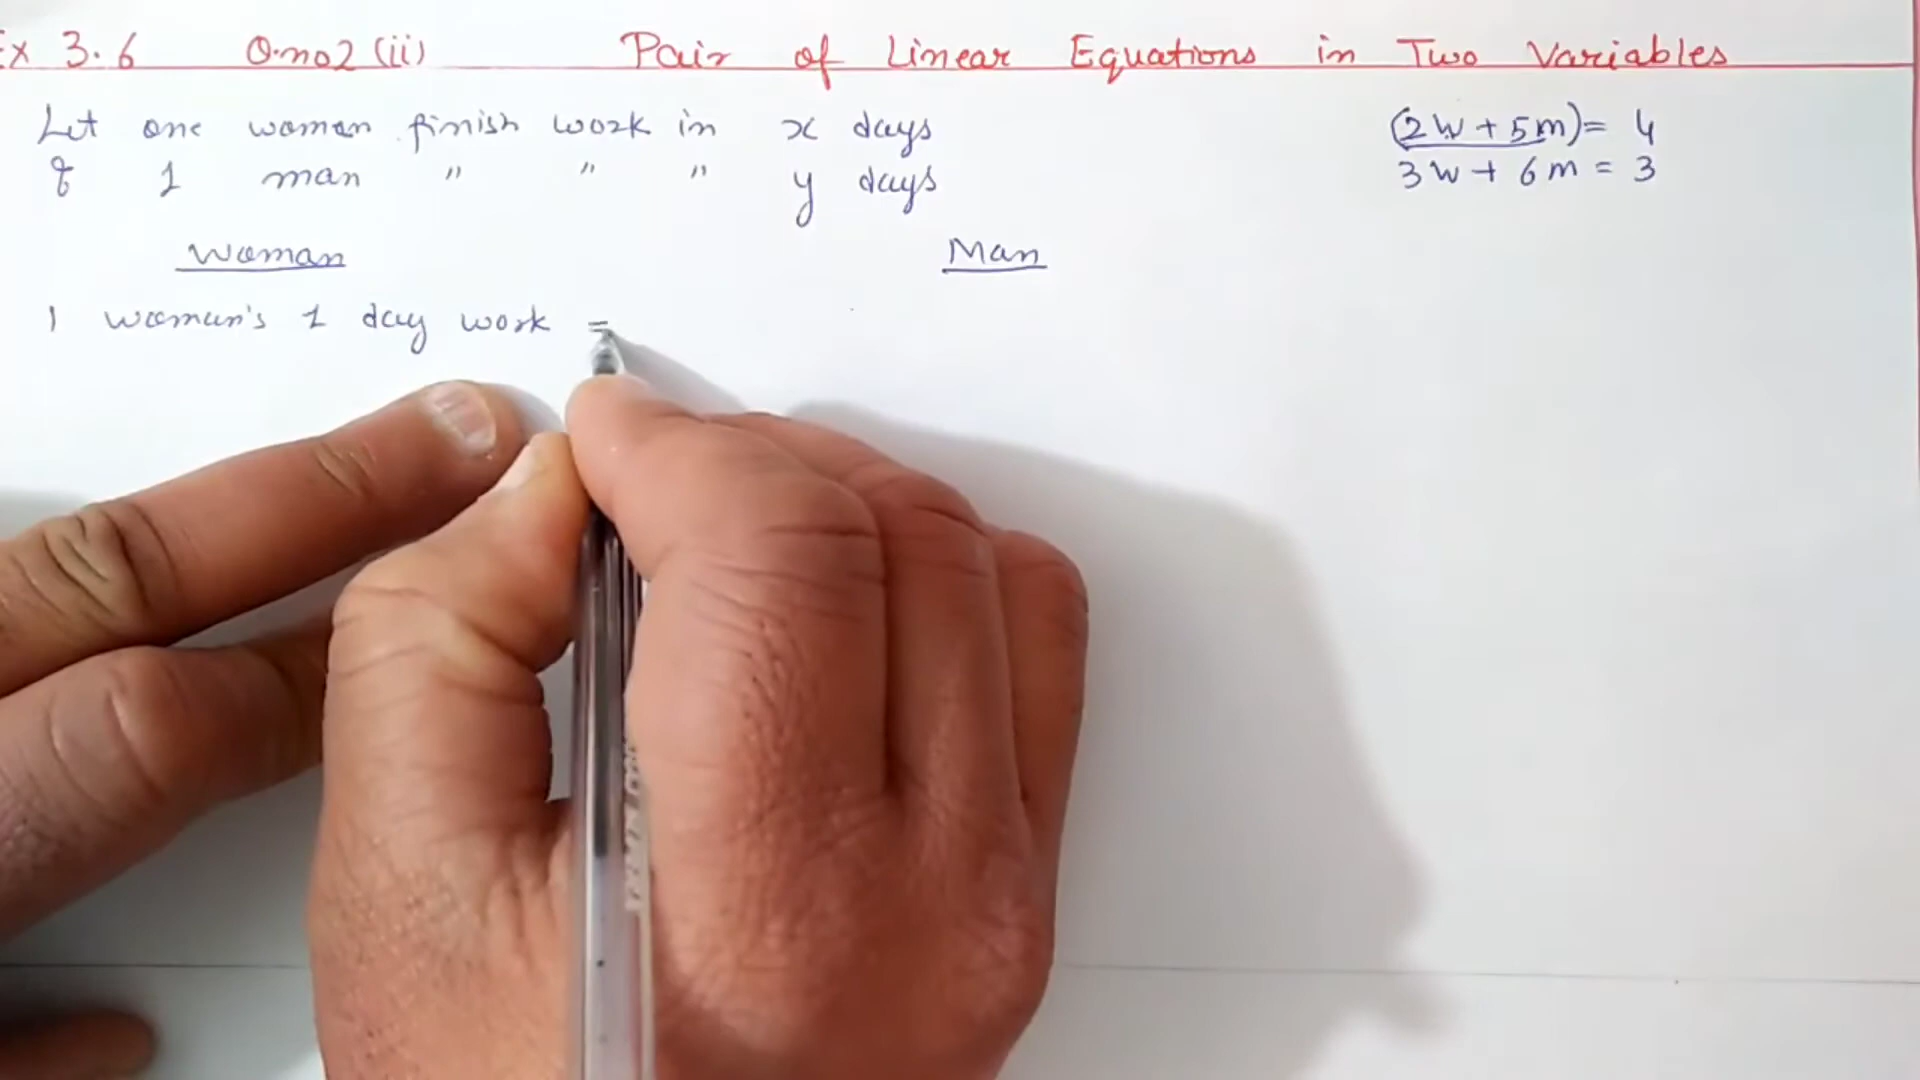 Ex 3.6 Q.no2 (ii) Pair of Linear Equations in Two Variables
Let one woman finish work in x days
& 1 man " " " y days
(2w + 5m) = 4
3w + 6m = 3
Woman Man
1 woman's 1 day work =